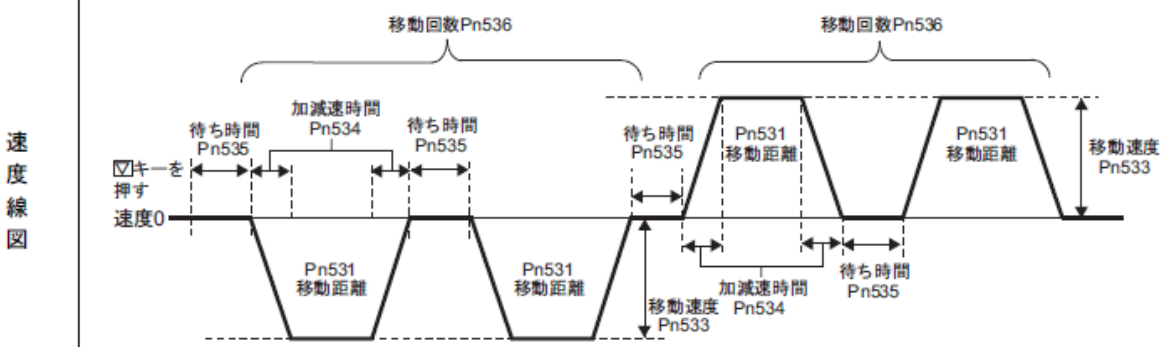 速
度
線
図
移動回数Pn536
移動回数Pn536
加減速時間
Pn534
待ち時間
Pn535
待ち時間
Pn535
▽キーを
押す
速度0
Pn531
移動距離
Pn531
移動距離
移動速度
Pn533
待ち時間
Pn535
Pn531
移動距離
Pn531
移動距離
移動速度
Pn533
加減速時間
Pn534
待ち時間
Pn535